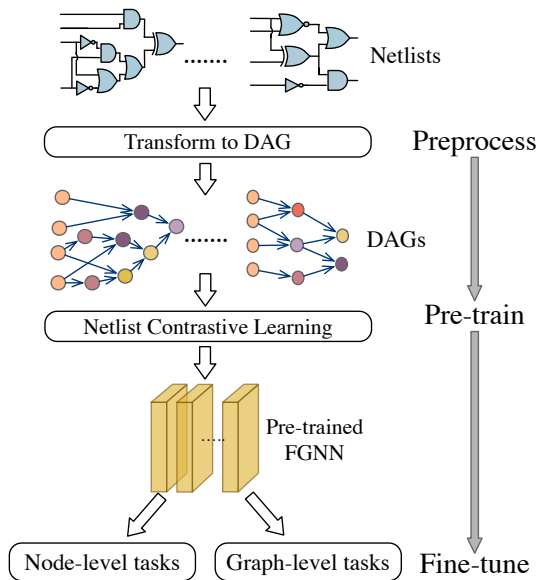 Netlists
.......
Transform to DAG
Preprocess
DAGs
.......
Netlist Contrastive Learning
Pre-train
Pre-trained
FGNN
.....
Node-level tasks
Graph-level tasks
Fine-tune